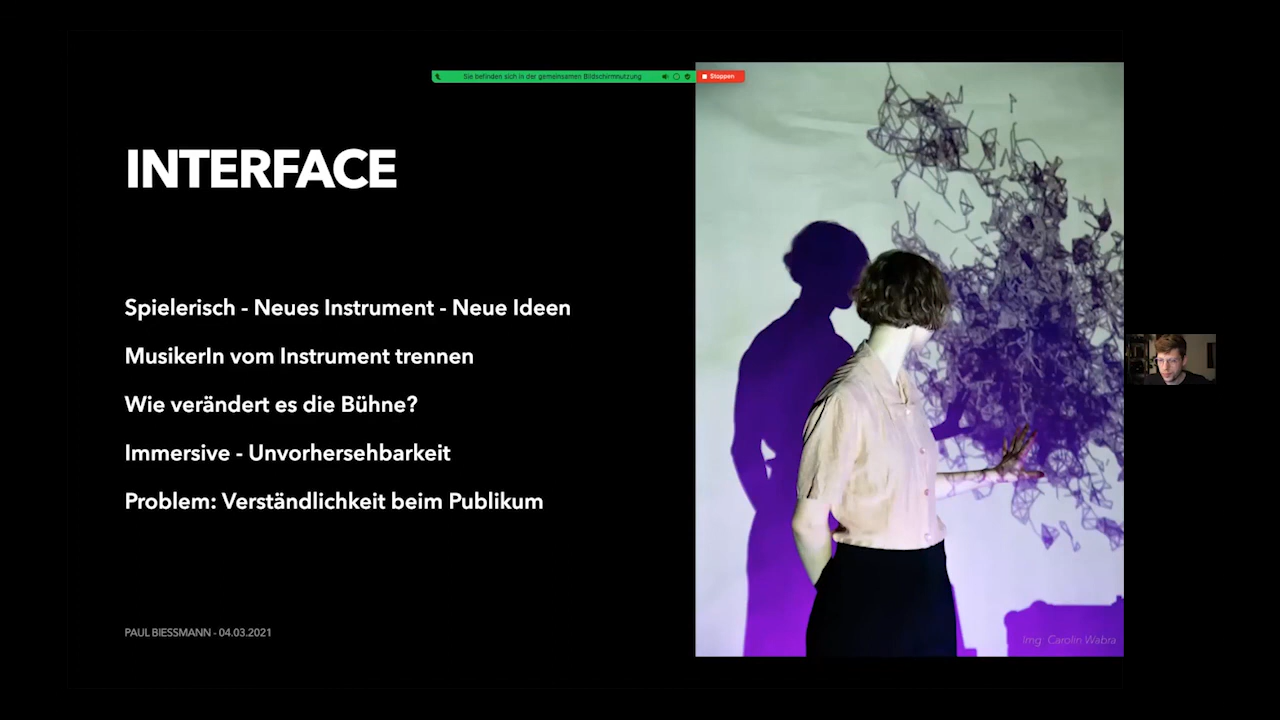 Sie befinden sich in der gemeinsamen Bildschirmnutzung
Stoppen
INTERFACE
Spielerisch - Neues Instrument - Neue Ideen
MusikerIn vom Instrument trennen
Wie verändert es die Bühne?
Immersive - Unvorhersehbarkeit
Problem: Verständlichkeit beim Publikum
PAUL BIESSMANN - 04.03.2021
Img: Carolin Wabra